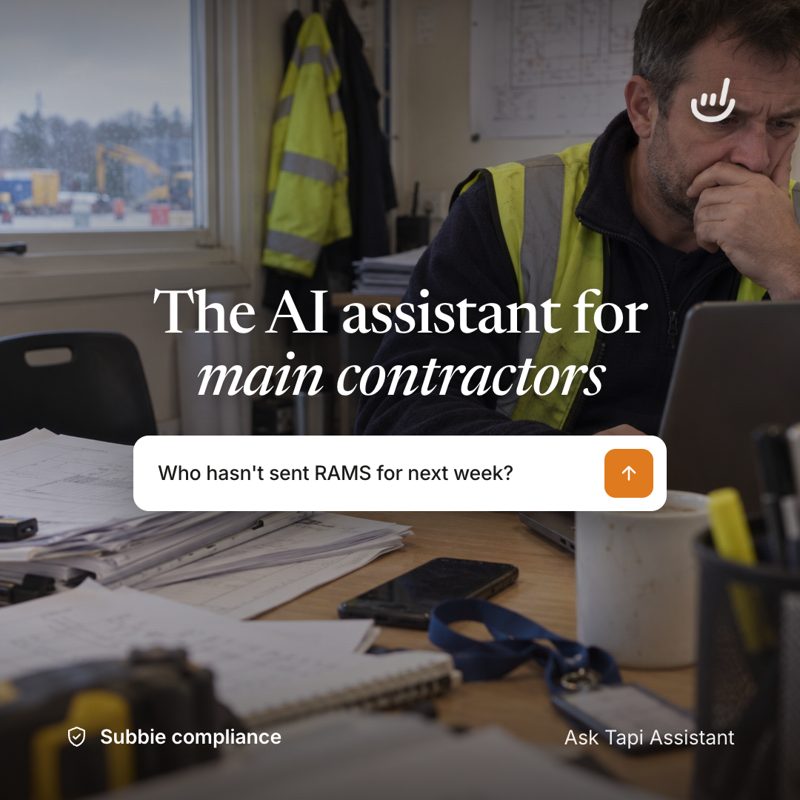 The AI assistant for
main contractors
Who hasn't sent RAMS for next week?
Subbie compliance
Ask Tapi Assistant